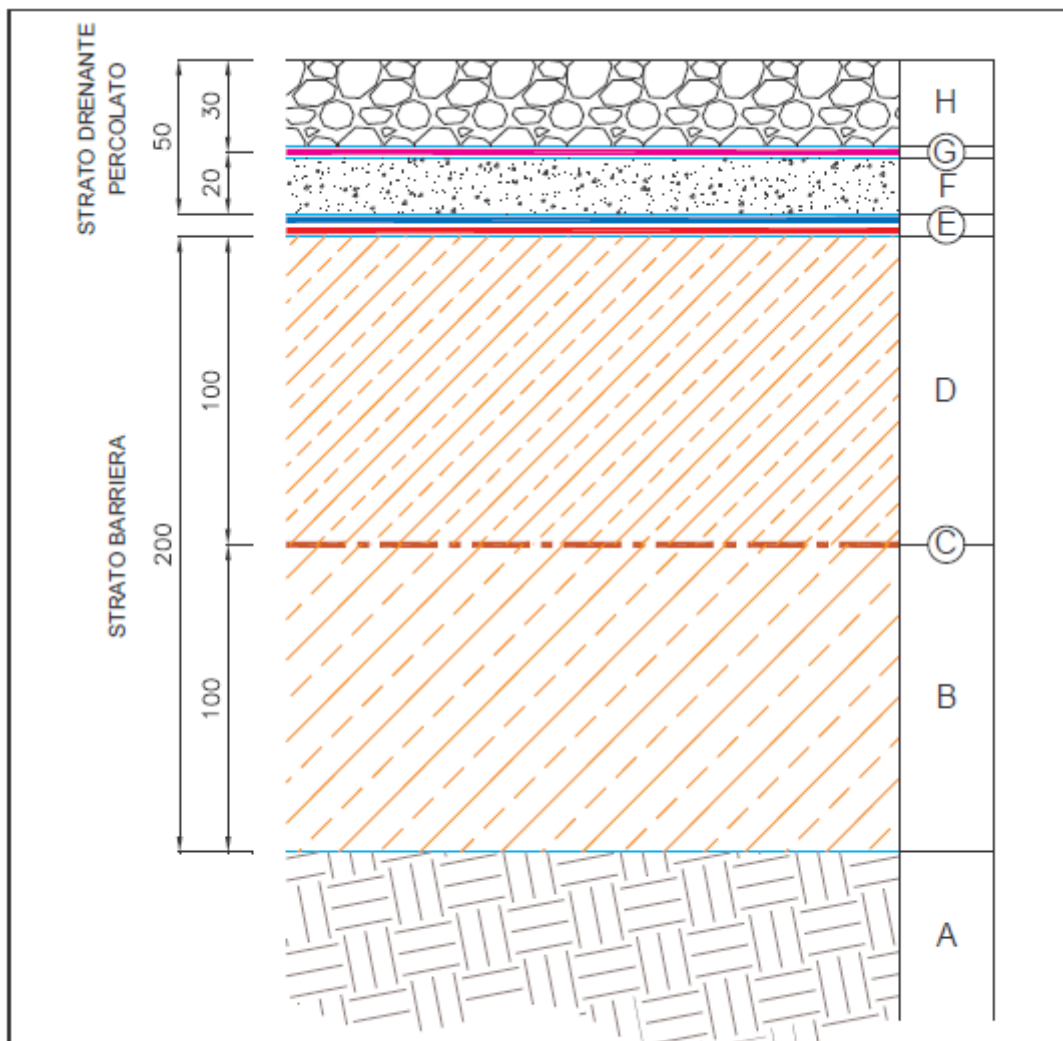 STRATO DRENANTE
PERCOLATO
50
30
20
H
G
F
E
STRATO BARRIERA
200
100
100
D
C
B
A